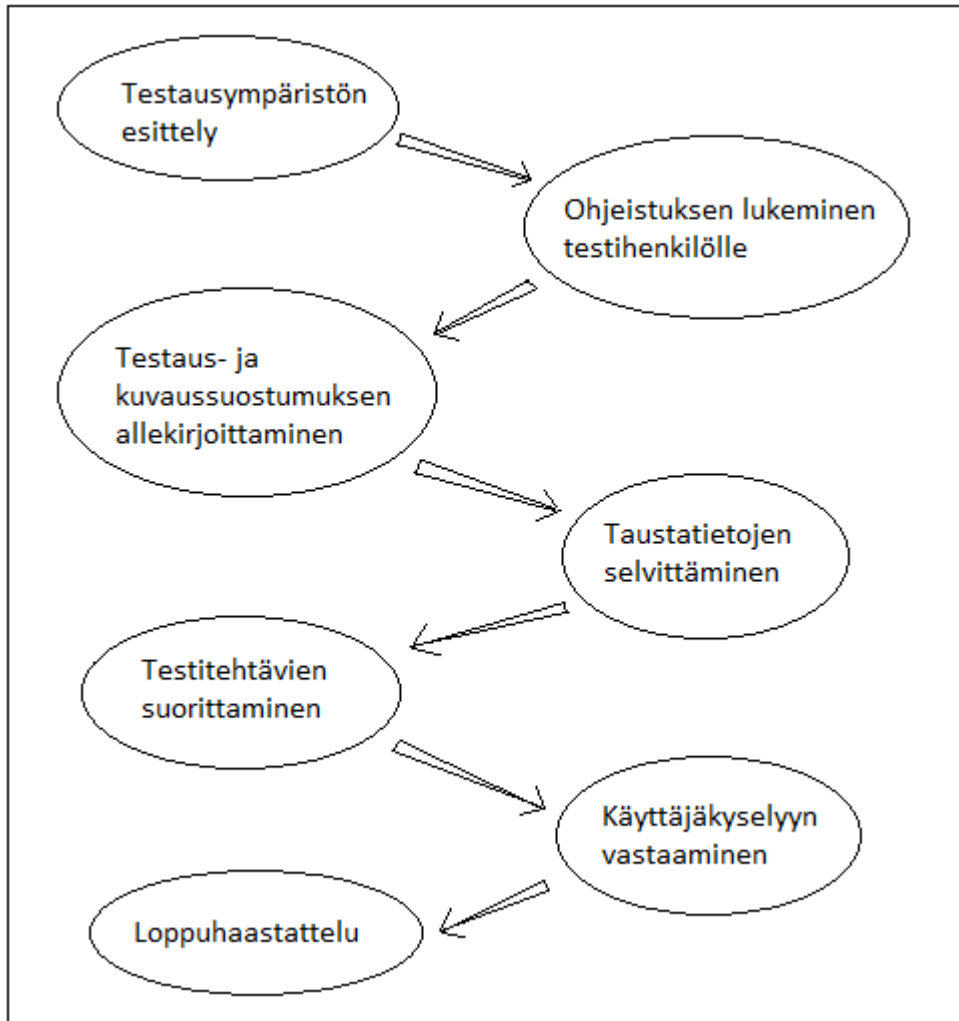 Testausympäristön
esittely
Ohjeistuksen lukeminen
testihenkilölle
Testaus- ja
kuvaussuostumuksen
allekirjoittaminen
Taustatietojen
selvittäminen
Testitehtävien
suorittaminen
Käyttäjäkyselyyn
vastaaminen
Loppuhaastattelu